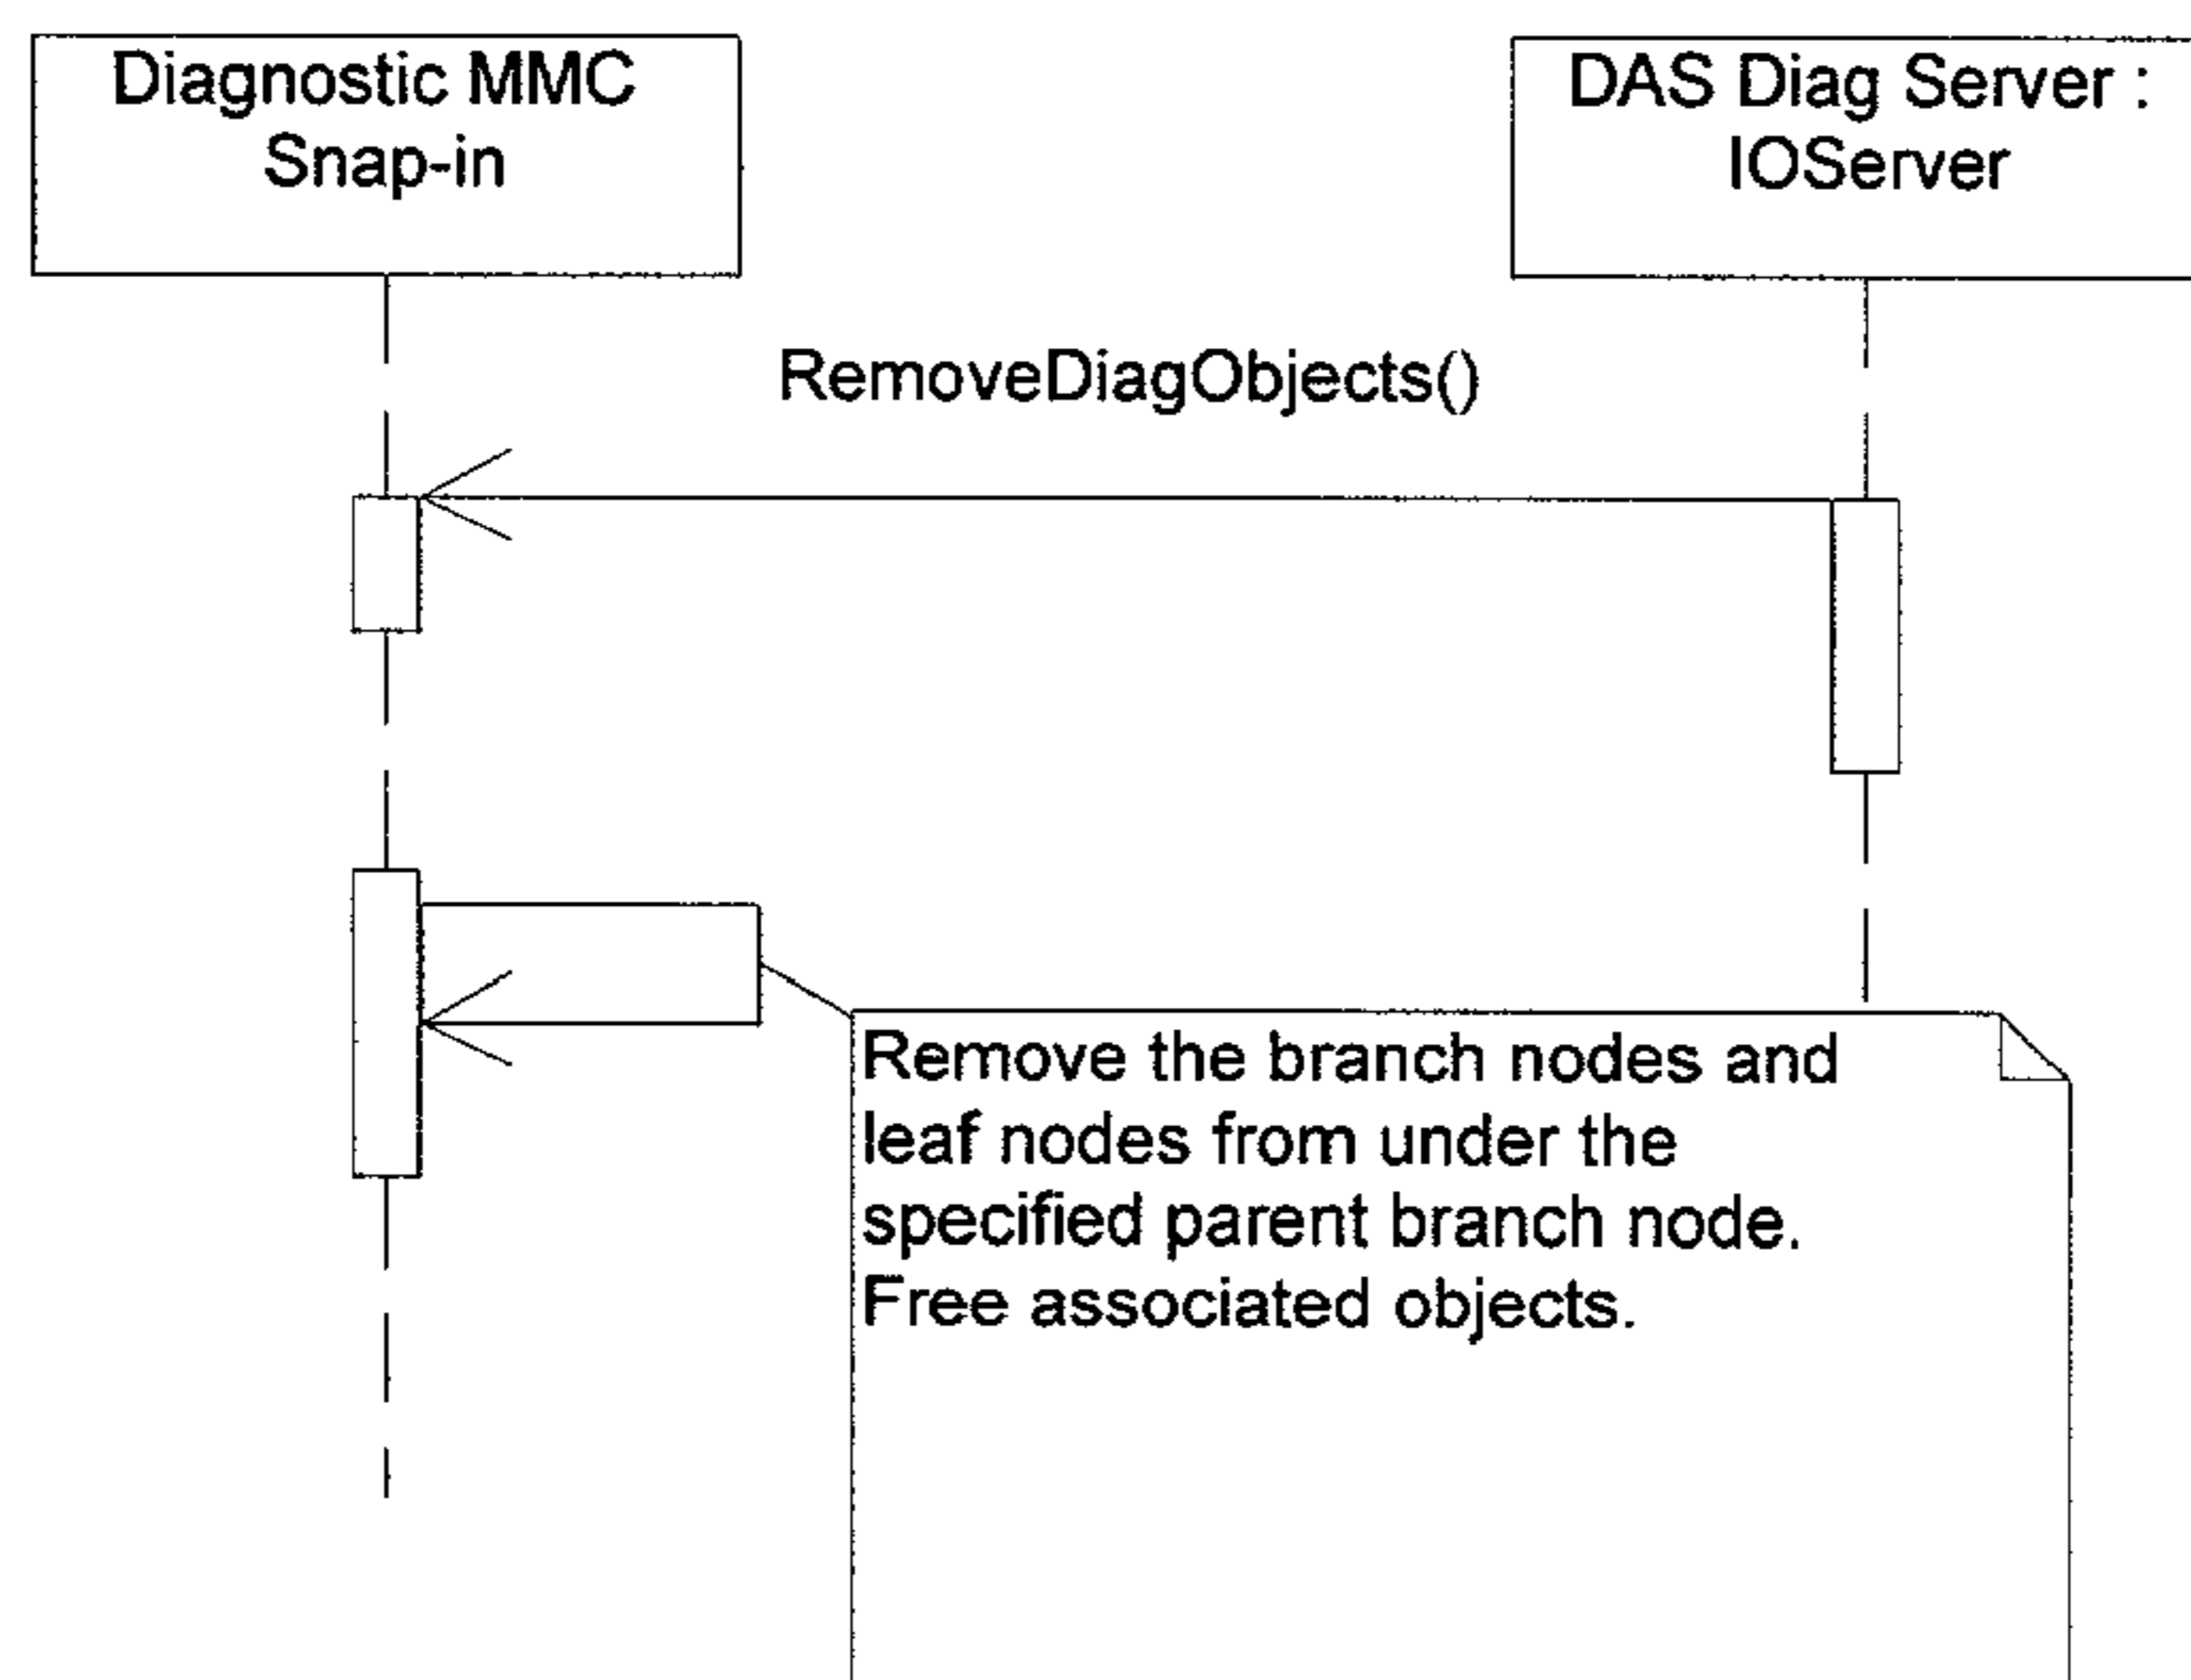 Diagnostic MMC
Snap-in
DAS Diag Server :
IOServer
RemoveDiagObjects()
Remove the branch nodes and
leaf nodes from under the
specified parent branch node.
Free associated objects.